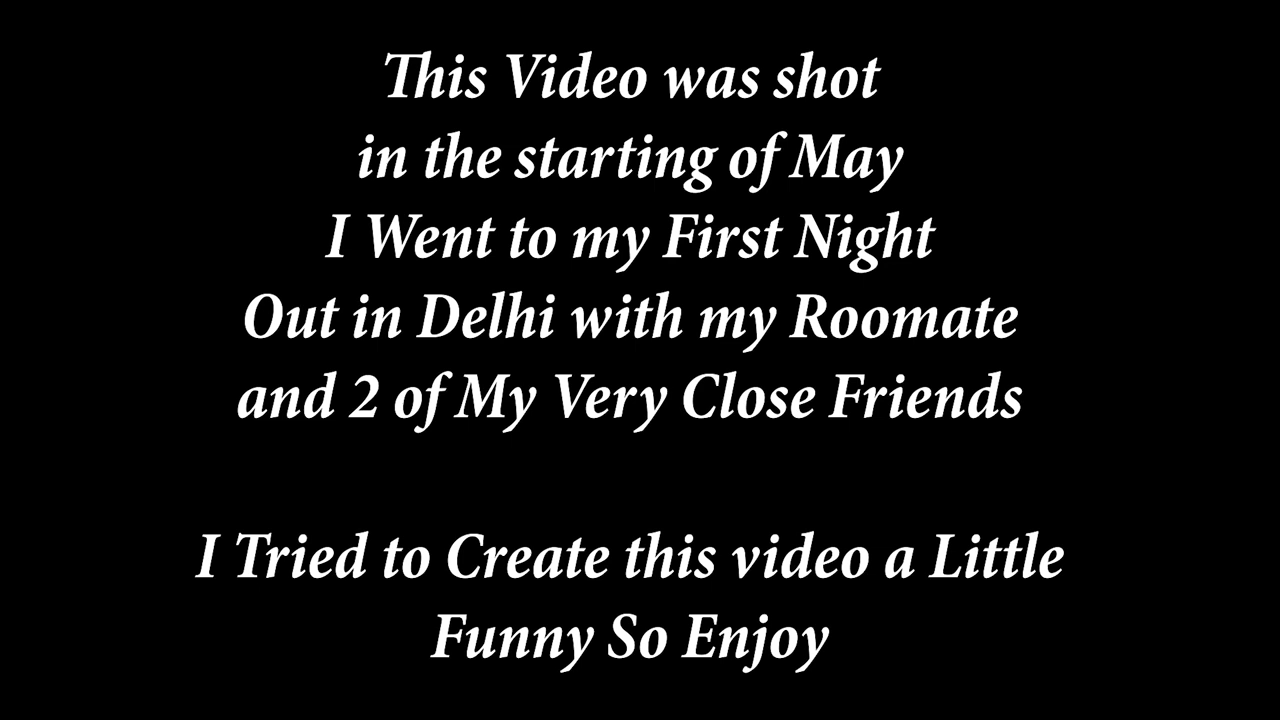 This Video was shot
in the starting of May
I Went to my First Night
Out in Delhi with my Roomate
and 2 of My Very Close Friends
I Tried to Create this video a Little
Funny So Enjoy